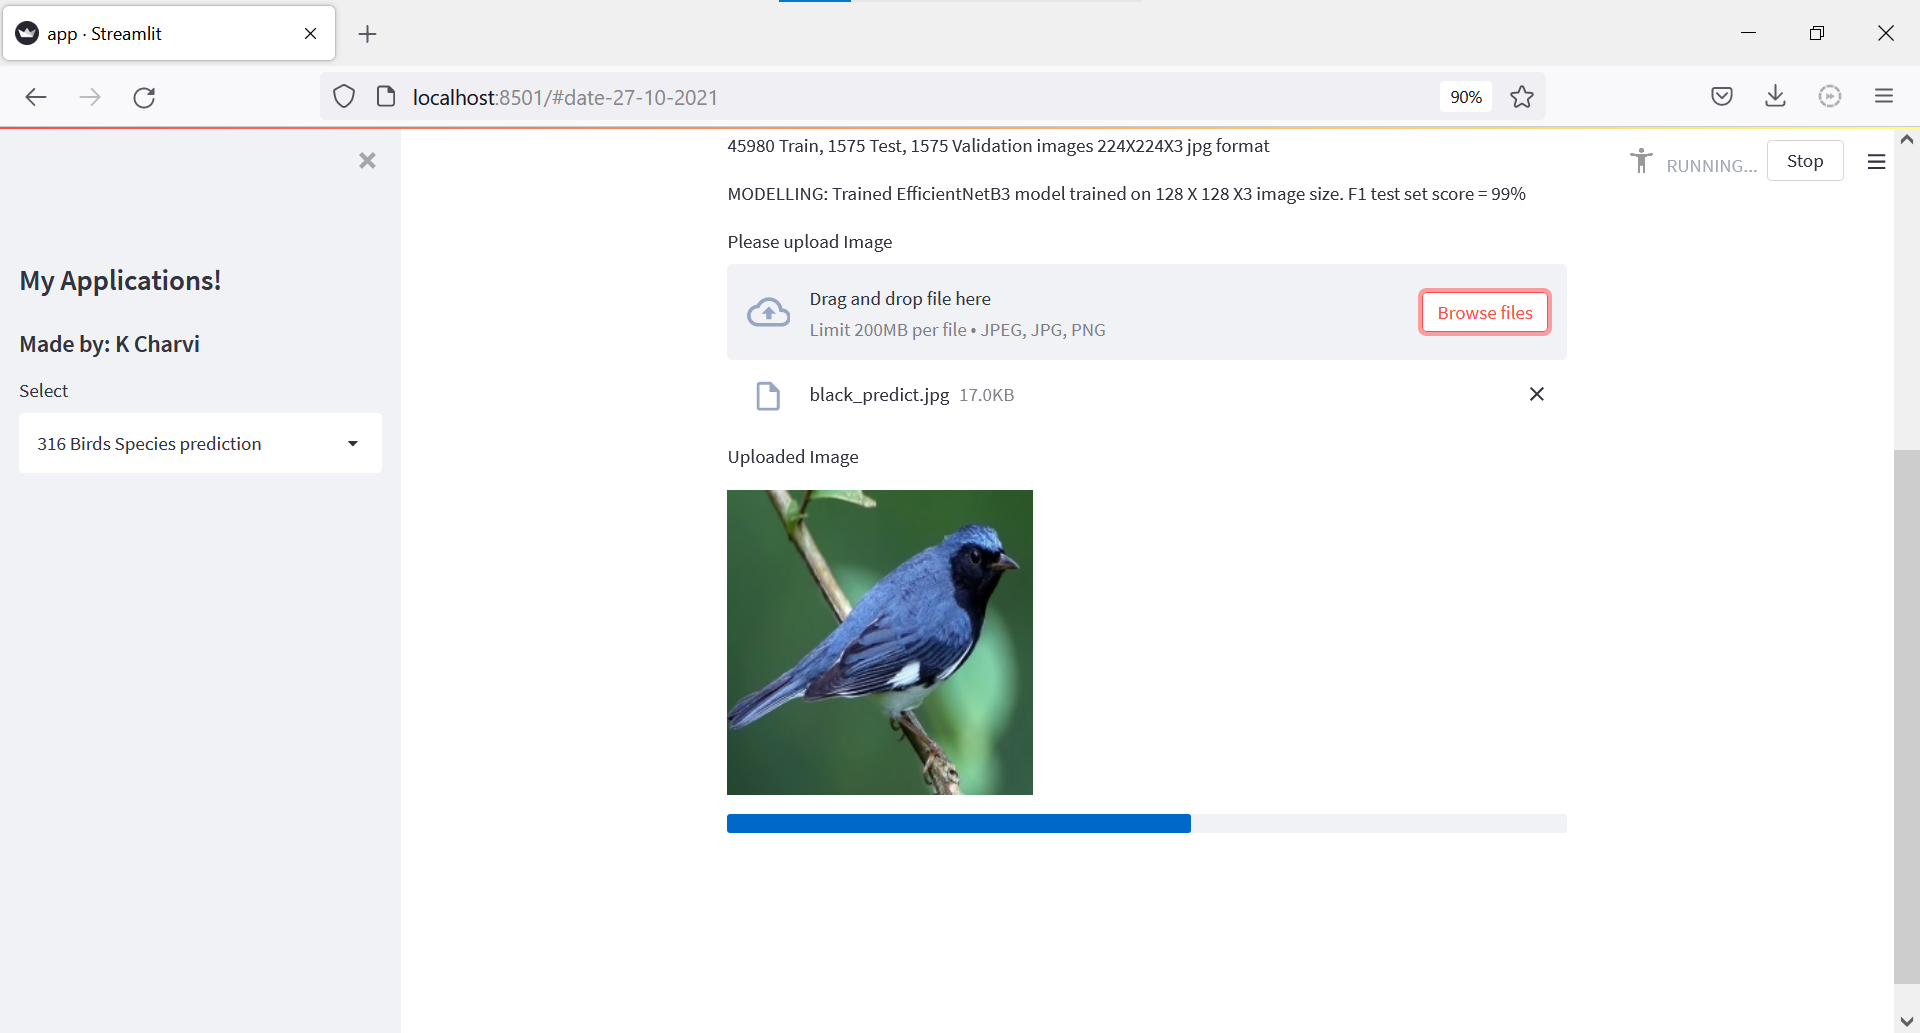 app · Streamlit
localhost:8501/#date-27-10-2021
90%
My Applications!
Made by: K Charvi
Select
316 Birds Species prediction
45980 Train, 1575 Test, 1575 Validation images 224X224X3 jpg format
RUNNING...
Stop
MODELLING: Trained EfficientNetB3 model trained on 128 X 128 X3 image size. F1 test set score = 99%
Please upload Image
Drag and drop file here
Limit 200MB per file • JPEG, JPG, PNG
Browse files
black_predict.jpg 17.0KB
Uploaded Image